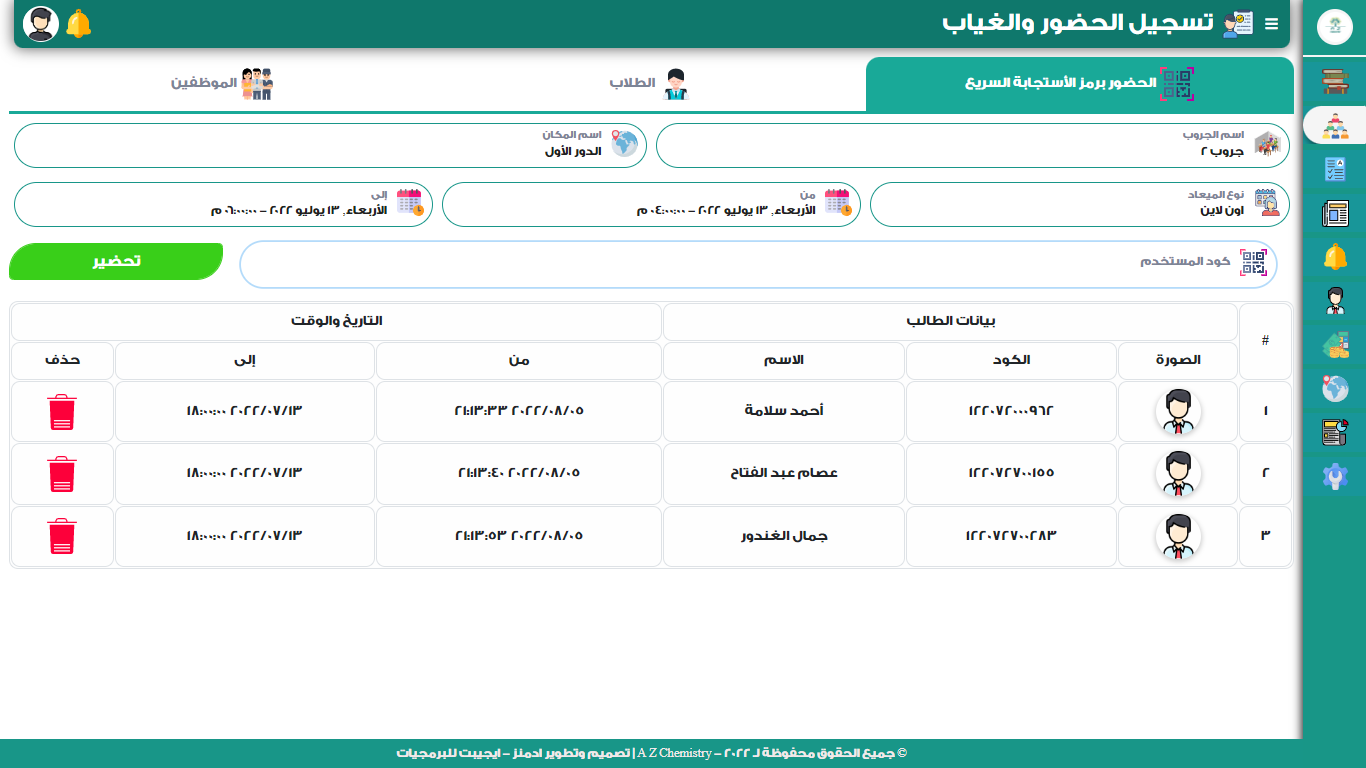 تسجيل الحضور والغياب
الحضور برمز الأستجابة السريع
الطلاب
الموظفين
اسم الجروب
جروب ٢
اسم المكان
الدور الأول
نوع الميعاد
اون لاين
من
الأربعاء, ١٣ يوليو ٢٠٢٢ - ٠٤:٠٠:٠٠ م
إلى
الأربعاء, ١٣ يوليو ٢٠٢٢ - ٠٦:٠٠:٠٠ م
كود المستخدم
تحضير
# بيانات الطالب التاريخ والوقت
الصورة الكود الاسم من إلى حذف
١ ١٢٢٠٧٢٠٠٠٩٦٢ أحمد سلامة ٢٠٢٢/٠٨/٠٥ ٢١:١٣:٣٣ ٢٠٢٢/٠٧/١٣ ١٨:٠٠:٠٠
٢ ١٢٢٠٧٢٧٠٠١٥٥ عصام عبد الفتاح ٢٠٢٢/٠٨/٠٥ ٢١:١٣:٤٠ ٢٠٢٢/٠٧/١٣ ١٨:٠٠:٠٠
٣ ١٢٢٠٧٢٧٠٠٢٨٣ جمال الغندور ٢٠٢٢/٠٨/٠٥ ٢١:١٣:٥٣ ٢٠٢٢/٠٧/١٣ ١٨:٠٠:٠٠
© جميع الحقوق محفوظة لـ A Z Chemistry - ٢٠٢٢ | تصميم وتطوير ادمنز - ايجيبت للبرمجيات